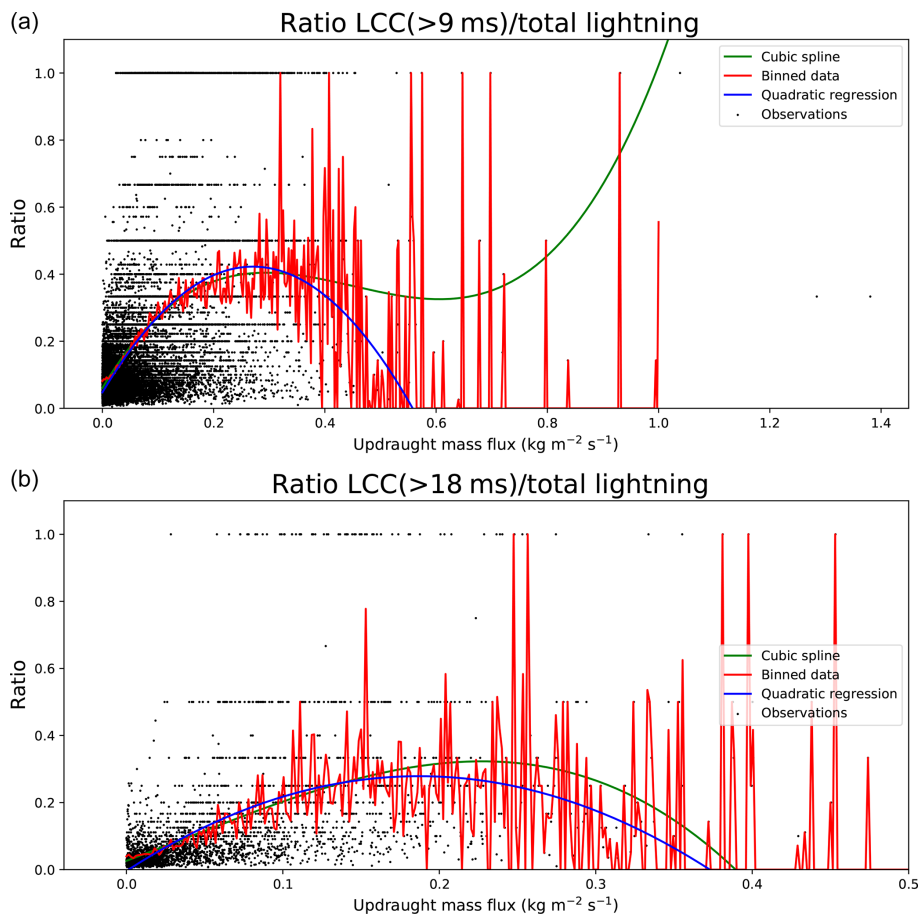 (a)
Ratio LCC(>9 ms)/total lightning
Cubic spline
Binned data
Quadratic regression
Observations
Ratio
1.0
0.8
0.6
0.4
0.2
0.0
0.0 0.2 0.4 0.6 0.8 1.0 1.2 1.4
Updraught mass flux (kg m⁻² s⁻¹)
(b)
Ratio LCC(>18 ms)/total lightning
Cubic spline
Binned data
Quadratic regression
Observations
Ratio
1.0
0.8
0.6
0.4
0.2
0.0
0.0 0.1 0.2 0.3 0.4 0.5
Updraught mass flux (kg m⁻² s⁻¹)